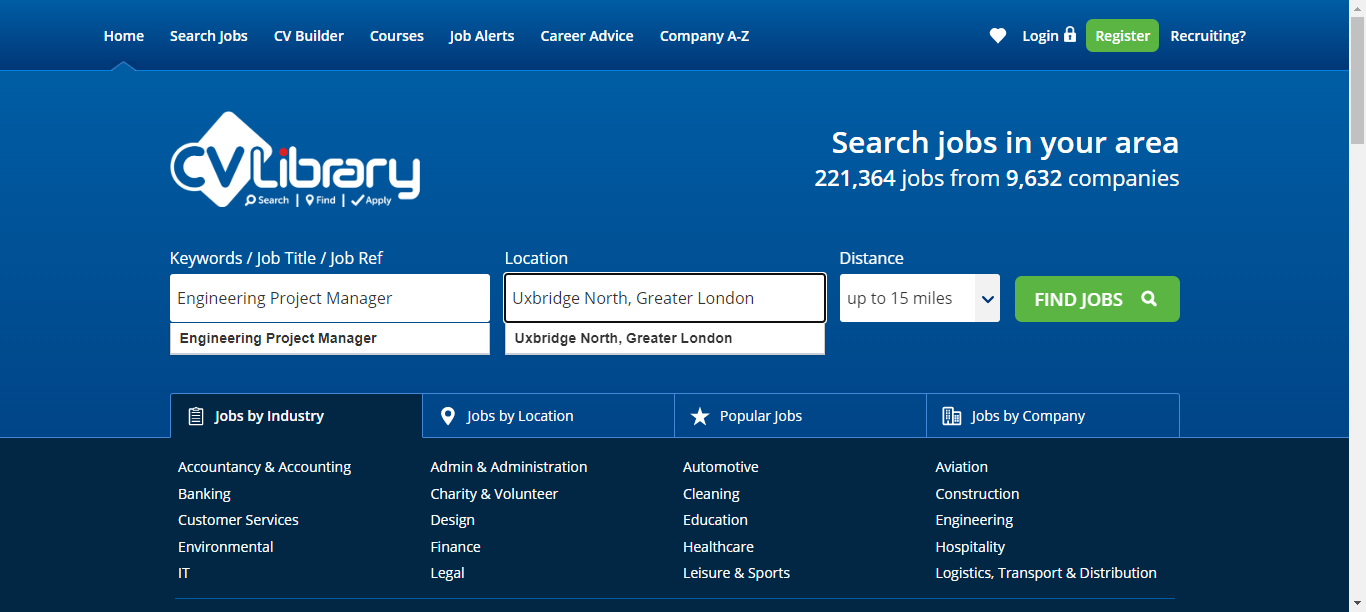 Home Search Jobs CV Builder Courses Job Alerts Career Advice Company A-Z Login Register Recruiting?
CVLibrary
Search | Find | Apply
Search jobs in your area
221,364 jobs from 9,632 companies
Keywords / Job Title / Job Ref Location Distance
Engineering Project Manager Uxbridge North, Greater London up to 15 miles FIND JOBS
Engineering Project Manager Uxbridge North, Greater London
Jobs by Industry Jobs by Location Popular Jobs Jobs by Company
Accountancy & Accounting Admin & Administration Automotive Aviation
Banking Charity & Volunteer Cleaning Construction
Customer Services Design Education Engineering
Environmental Finance Healthcare Hospitality
IT Legal Leisure & Sports Logistics, Transport & Distribution